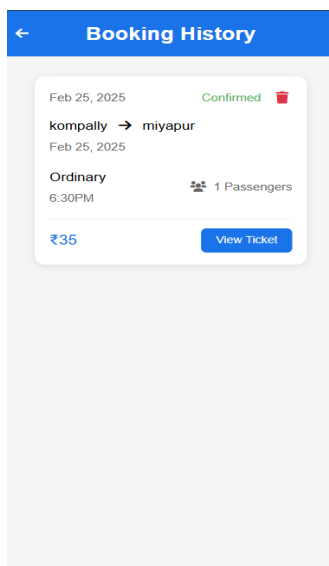 ← Booking History
Feb 25, 2025 Confirmed
kompally → miyapur
Feb 25, 2025
Ordinary
6:30PM
1 Passengers
₹35 View Ticket